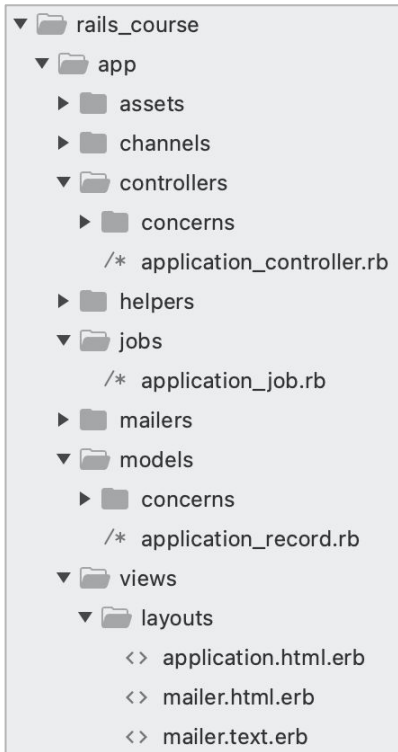 rails_course
app
assets
channels
controllers
concerns
/* application_controller.rb
helpers
jobs
/* application_job.rb
mailers
models
concerns
/* application_record.rb
views
layouts
<> application.html.erb
<> mailer.html.erb
<> mailer.text.erb